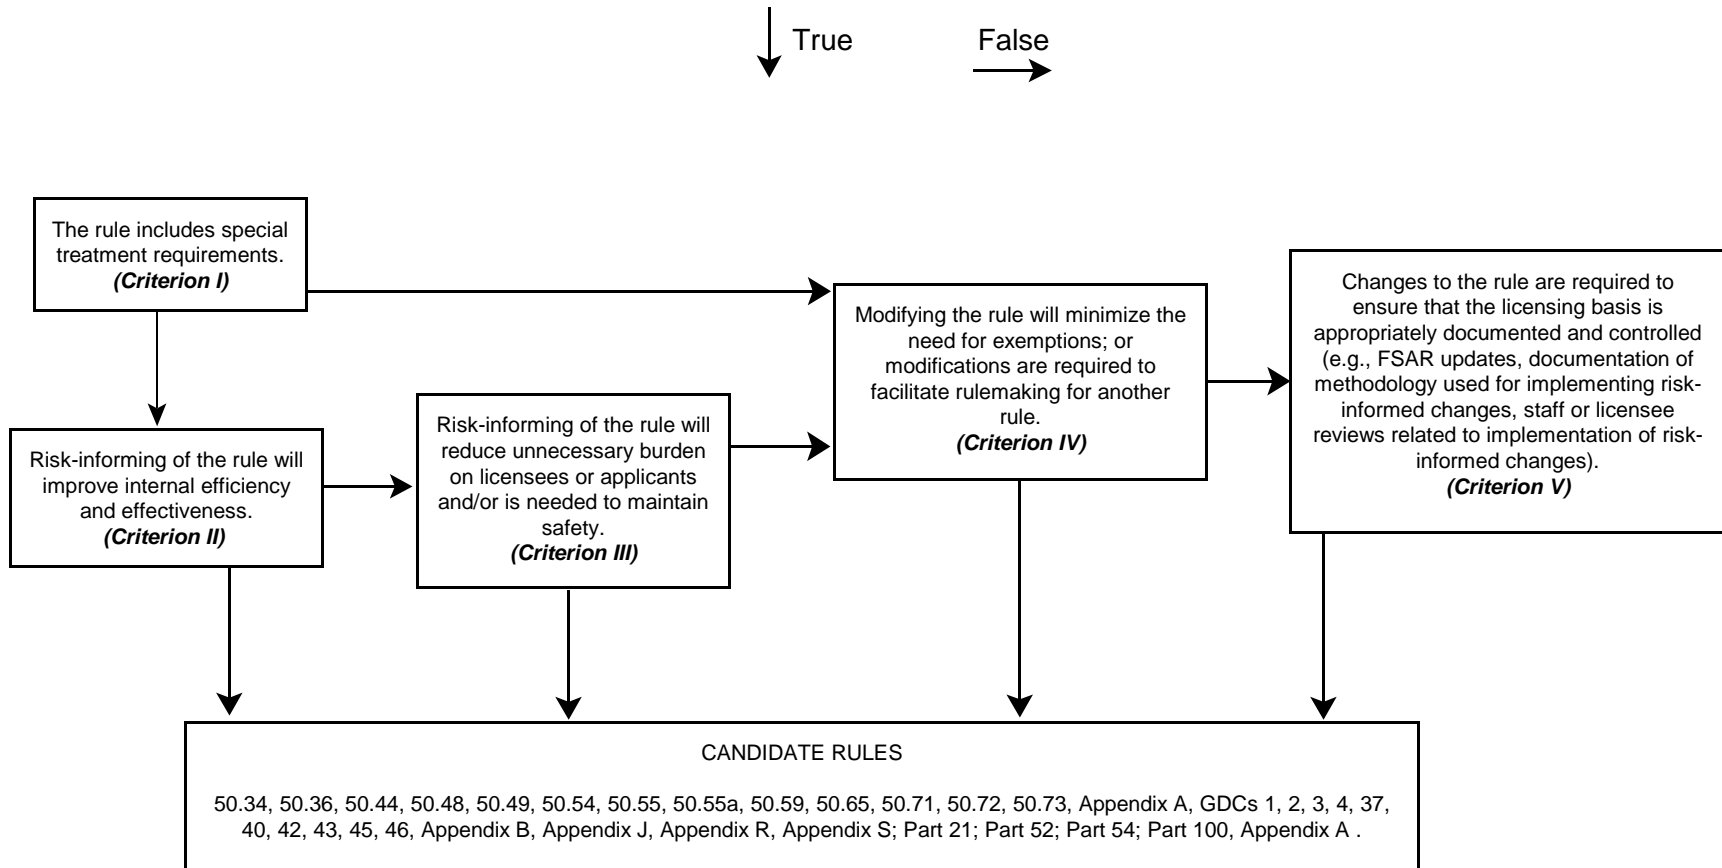 True
False
The rule includes special
treatment requirements.
(Criterion I)
Risk-informing of the rule will
improve internal efficiency
and effectiveness.
(Criterion II)
Risk-informing of the rule will
reduce unnecessary burden
on licensees or applicants
and/or is needed to maintain
safety.
(Criterion III)
Modifying the rule will minimize the
need for exemptions; or
modifications are required to
facilitate rulemaking for another
rule.
(Criterion IV)
Changes to the rule are required to
ensure that the licensing basis is
appropriately documented and controlled
(e.g., FSAR updates, documentation of
methodology used for implementing risk-
informed changes, staff or licensee
reviews related to implementation of risk-
informed changes).
(Criterion V)
CANDIDATE RULES
50.34, 50.36, 50.44, 50.48, 50.49, 50.54, 50.55, 50.55a, 50.59, 50.65, 50.71, 50.72, 50.73, Appendix A, GDCs 1, 2, 3, 4, 37,
40, 42, 43, 45, 46, Appendix B, Appendix J, Appendix R, Appendix S; Part 21; Part 52; Part 54; Part 100, Appendix A .